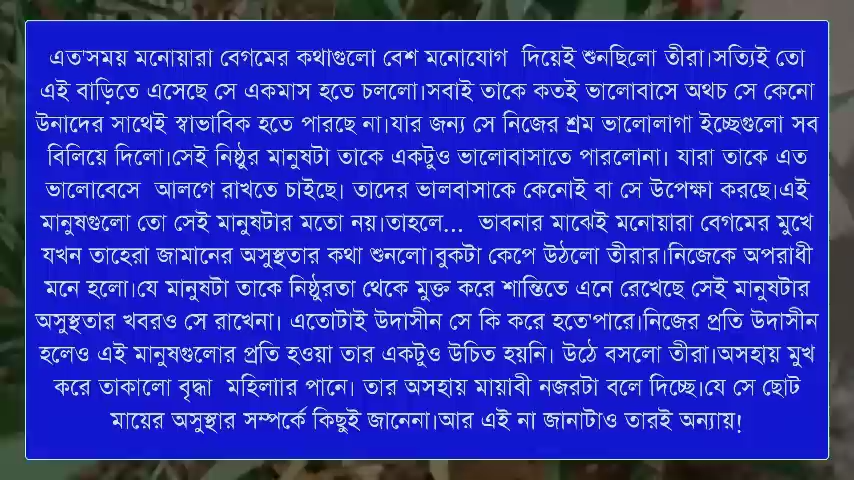 এত'সময় মনোয়ারা বেগমের কথাগুলো বেশ মনোযোগ দিয়েই শুনছিলো তীরা।সত্যিই তো
এই বাড়িতে এসেছে সে একমাস হতে চললো।সবাই তাকে কতই ভালোবাসে অথচ সে কেনো
উনাদের সাথেই স্বাভাবিক হতে পারছে না।যার জন্য সে নিজের শ্রম ভালোলাগা ইচ্ছেগুলো সব
বিলিয়ে দিলো।সেই নিষ্ঠুর মানুষটা তাকে একটুও ভালোবাসাতে পারলোনা। যারা তাকে এত
ভালোবেসে আলগে রাখতে চাইছে। তাদের ভালবাসাকে কেনোই বা সে উপেক্ষা করছে।এই
মানুষগুলো তো সেই মানুষটার মতো নয়।তাহলে... ভাবনার মাঝেই মনোয়ারা বেগমের মুখে
যখন তাহেরা জামানের অসুস্থতার কথা শুনলো।বুকটা কেপে উঠলো তীরার।নিজেকে অপরাধী
মনে হলো।যে মানুষটা তাকে নিষ্ঠুরতা থেকে মুক্ত করে শান্তিতে এনে রেখেছে সেই মানুষটার
অসুস্থতার খবরও সে রাখেনা। এতোটাই উদাসীন সে কি করে হতে'পারে।নিজের প্রতি উদাসীন
হলেও এই মানুষগুলোর প্রতি হওয়া তার একটুও উচিত হয়নি। উঠে বসলো তীরা।অসহায় মুখ
করে তাকালো বৃদ্ধা মহিলাার পানে। তার অসহায় মায়াবী নজরটা বলে দিচ্ছে।যে সে ছোট
মায়ের অসুস্থার সম্পর্কে কিছুই জানেনা।আর এই না জানাটাও তারই অন্যায়!